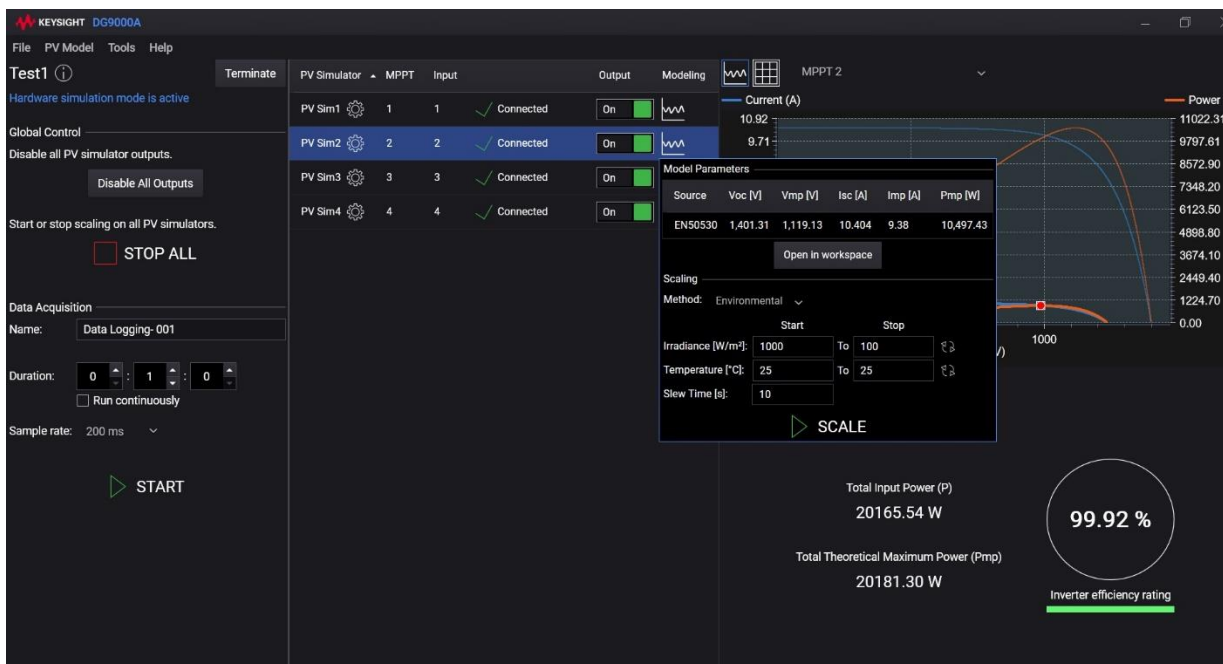 KEYSIGHT DG9000A
File PV Model Tools Help
Test1 Terminate
Hardware simulation mode is active
Global Control
Disable all PV simulator outputs.
Disable All Outputs
Start or stop scaling on all PV simulators.
STOP ALL
Data Acquisition
Name: Data Logging- 001
Duration: 0 : 1 : 0
Run continuously
Sample rate: 200 ms
START
PV Simulator MPPT Input Output Modeling
PV Sim1 1 1 Connected On
PV Sim2 2 2 Connected On
PV Sim3 3 3 Connected On
PV Sim4 4 4 Connected On
MPPT 2
Current (A) Power
10.92
9.71
11022.31
9797.61
8572.90
7348.20
6123.50
4898.80
3674.10
2449.40
1224.70
0.00
1000
Model Parameters
Source Voc [V] Vmp [V] Isc [A] Imp [A] Pmp [W]
EN50530 1,401.31 1,119.13 10.404 9.38 10,497.43
Open in workspace
Scaling
Method: Environmental
Start Stop
Irradiance [W/m²]: 1000 To 100
Temperature [°C]: 25 To 25
Slew Time [s]: 10
SCALE
Total Input Power (P)
20165.54 W
Total Theoretical Maximum Power (Pmp)
20181.30 W
99.92 %
Inverter efficiency rating